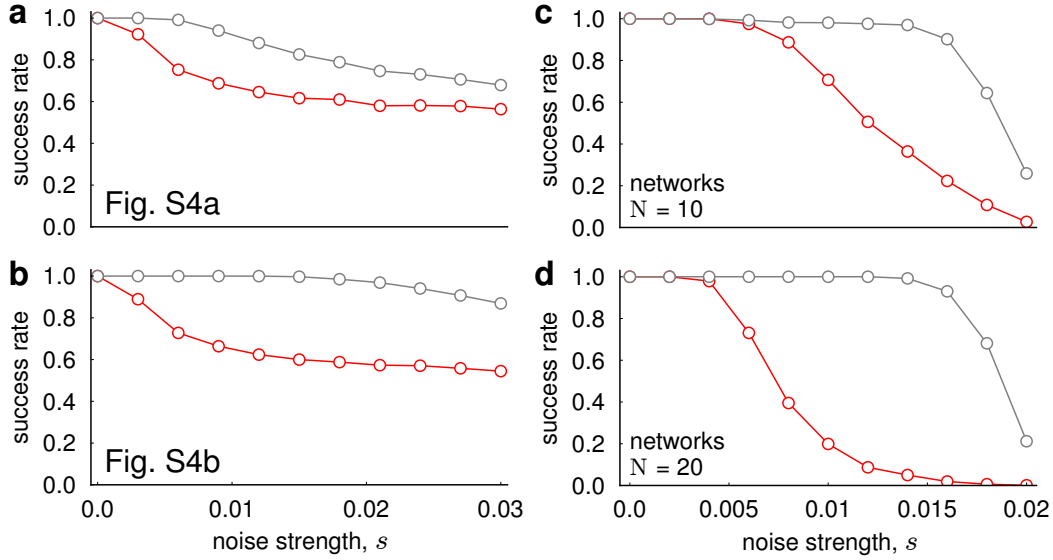 a
success rate
1.0
0.8
0.6
0.4
0.2
0.0
Fig. S4a
b
success rate
1.0
0.8
0.6
0.4
0.2
0.0
Fig. S4b
0.0
0.01
0.02
0.03
noise strength, s
c
success rate
1.0
0.8
0.6
0.4
0.2
0.0
networks
N = 10
d
success rate
1.0
0.8
0.6
0.4
0.2
0.0
networks
N = 20
0.0
0.005
0.01
0.015
0.02
noise strength, s